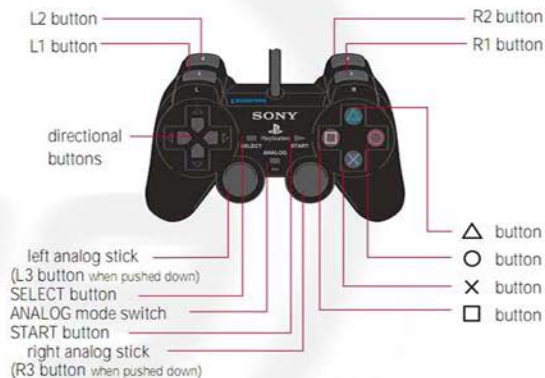 L2 button
L1 button
R2 button
R1 button
L
R
SONY
PlayStation
SELECT
START
ANALOG
directional
buttons
left analog stick
(L3 button when pushed down)
SELECT button
ANALOG mode switch
START button
right analog stick
(R3 button when pushed down)
△ button
○ button
✕ button
□ button